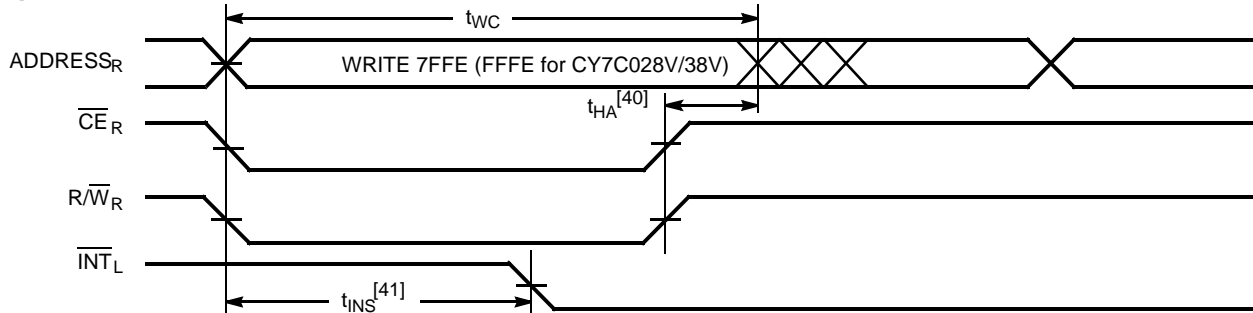 tWC
ADDRESSR
WRITE 7FFE (FFFE for CY7C028V/38V)
tHA[40]
CER
R/WR
INTL
tINS[41]